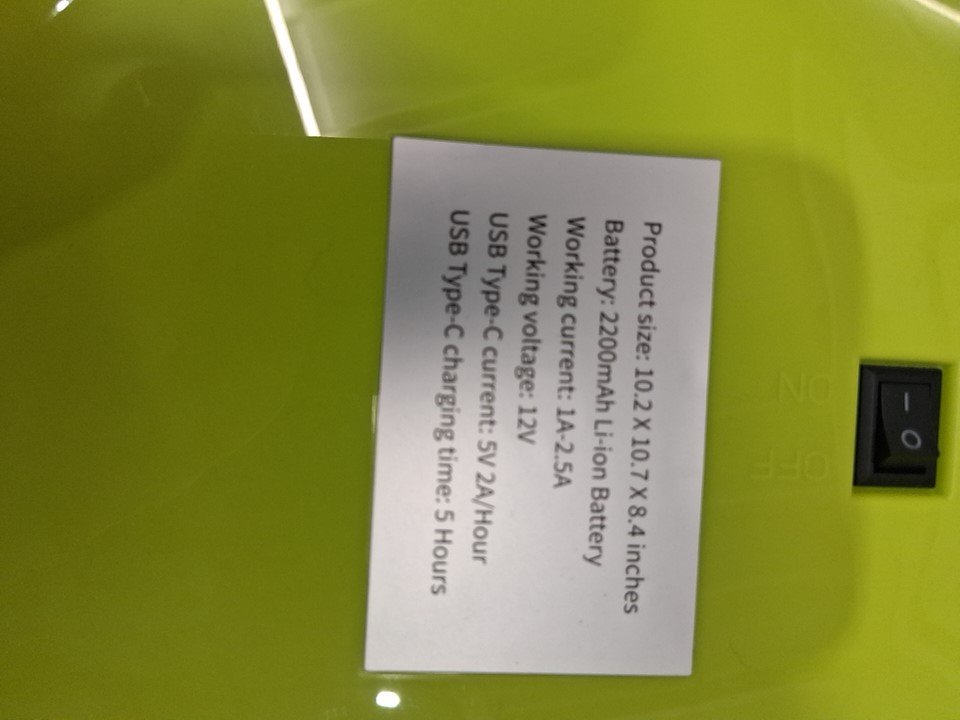 Product size: 10.2 X 10.7 X 8.4 inches
Battery: 2200mAh Li-ion Battery
Working current: 1A-2.5A
Working voltage: 12V
USB Type-C current: 5V 2A/Hour
USB Type-C charging time: 5 Hours
ON
OFF
— O